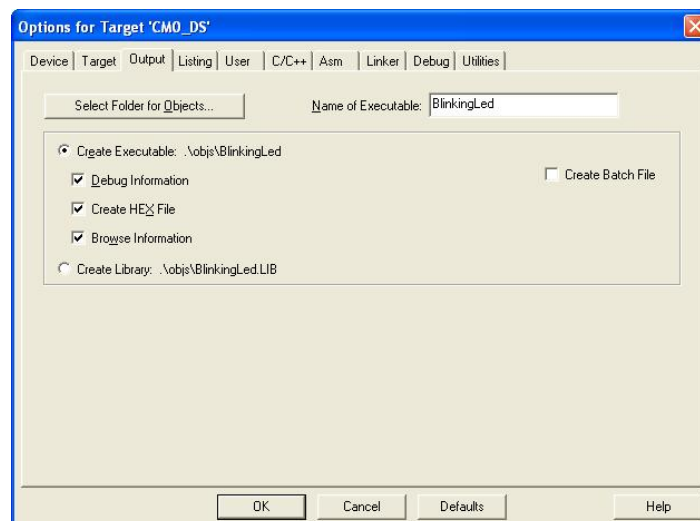 Options for Target 'CM0_DS'
Device Target Output Listing User C/C++ Asm Linker Debug Utilities
Select Folder for Objects... Name of Executable: BlinkingLed
Create Executable: .\objs\BlinkingLed
Debug Information Create Batch File
Create HEX File
Browse Information
Create Library: .\objs\BlinkingLed.LIB
OK Cancel Defaults Help